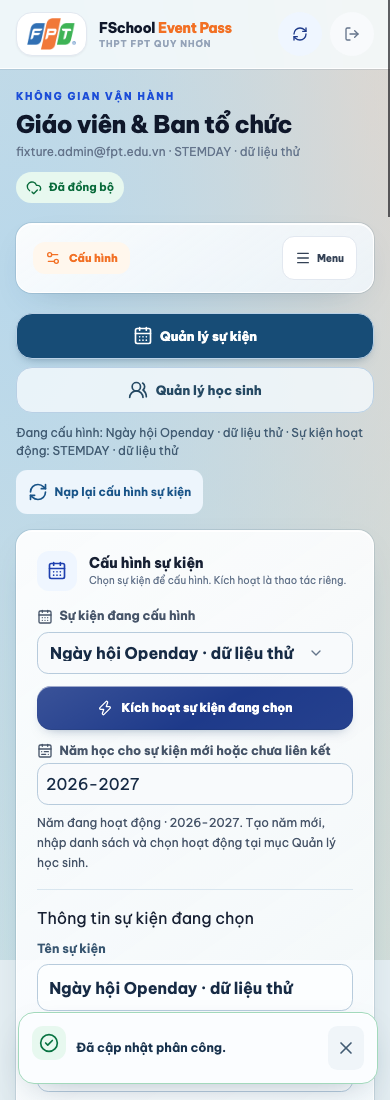 FPT
FSchool Event Pass
THPT FPT QUY NHƠN
KHÔNG GIAN VẬN HÀNH
Giáo viên & Ban tổ chức
fixture.admin@fpt.edu.vn · STEMDAY · dữ liệu thử
Đã đồng bộ
Cấu hình
Menu
Quản lý sự kiện
Quản lý học sinh
Đang cấu hình: Ngày hội Openday · dữ liệu thử · Sự kiện hoạt
động: STEMDAY · dữ liệu thử
Nạp lại cấu hình sự kiện
Cấu hình sự kiện
Chọn sự kiện để cấu hình. Kích hoạt là thao tác riêng.
Sự kiện đang cấu hình
Ngày hội Openday · dữ liệu thử
Kích hoạt sự kiện đang chọn
Năm học cho sự kiện mới hoặc chưa liên kết
2026-2027
Năm đang hoạt động · 2026-2027. Tạo năm mới,
nhập danh sách và chọn hoạt động tại mục Quản lý
học sinh.
Thông tin sự kiện đang chọn
Tên sự kiện
Ngày hội Openday · dữ liệu thử
Đã cập nhật phân công.